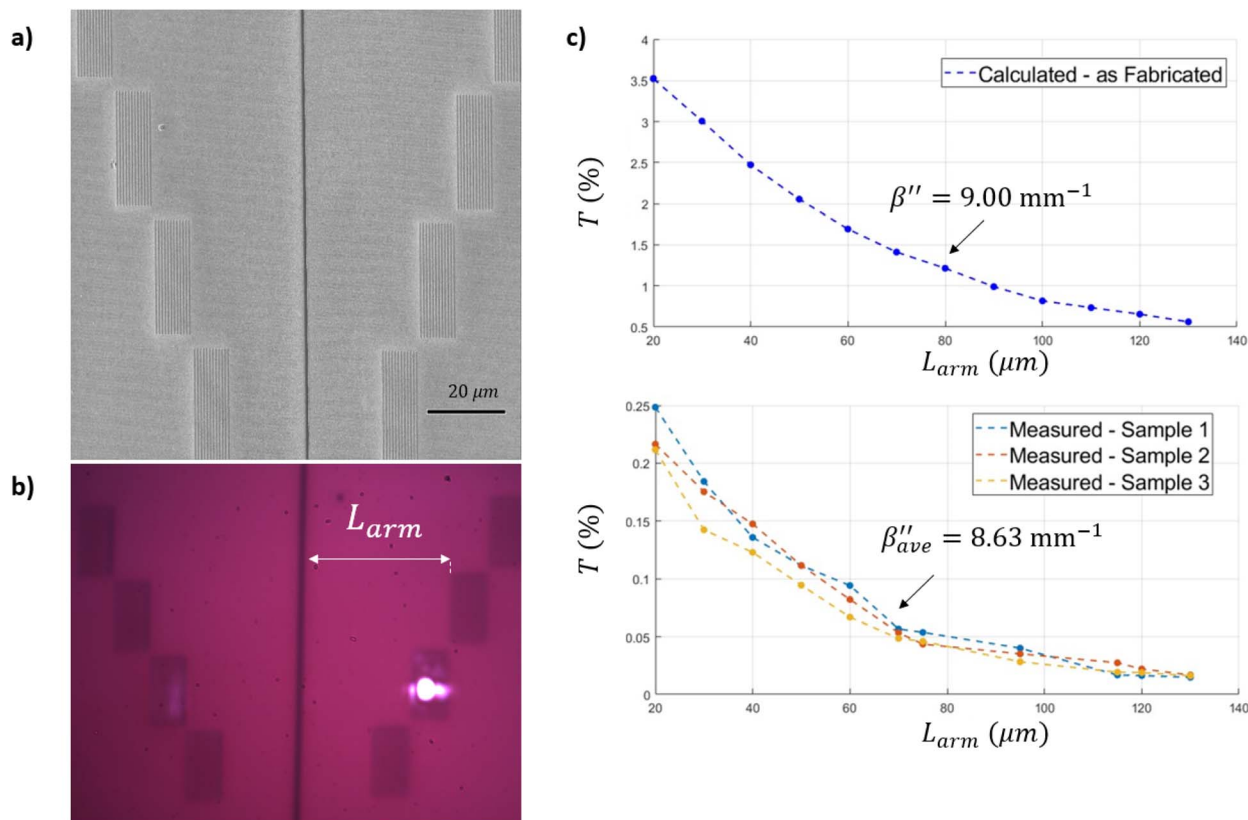 a)
20 μm
b)
L_arm
c)
4
3.5
3
2.5
2
1.5
1
0.5
T (%)
Calculated - as Fabricated
β″ = 9.00 mm⁻¹
20 40 60 80 100 120 140
L_arm (μm)
0.25
0.2
0.15
0.1
0.05
0
T (%)
Measured - Sample 1
Measured - Sample 2
Measured - Sample 3
β″_ave = 8.63 mm⁻¹
20 40 60 80 100 120 140
L_arm (μm)